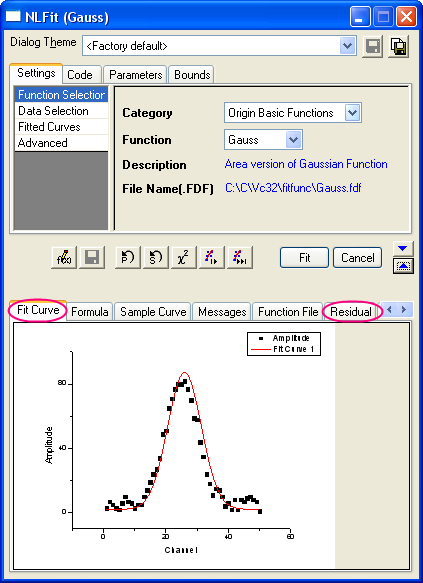 NLFit (Gauss)
Dialog Theme <Factory default>
Settings Code Parameters Bounds
Function Selection
Data Selection
Fitted Curves
Advanced
Category Origin Basic Functions
Function Gauss
Description Area version of Gaussian Function
File Name(.FDF) C:\C\Vc32\fitfunc\Gauss.fdf
Fit Cancel
Fit Curve Formula Sample Curve Messages Function File Residual
Amplitude
Fit Curve 1
80
40
0
Amplitude
0 20 40 60
Channel